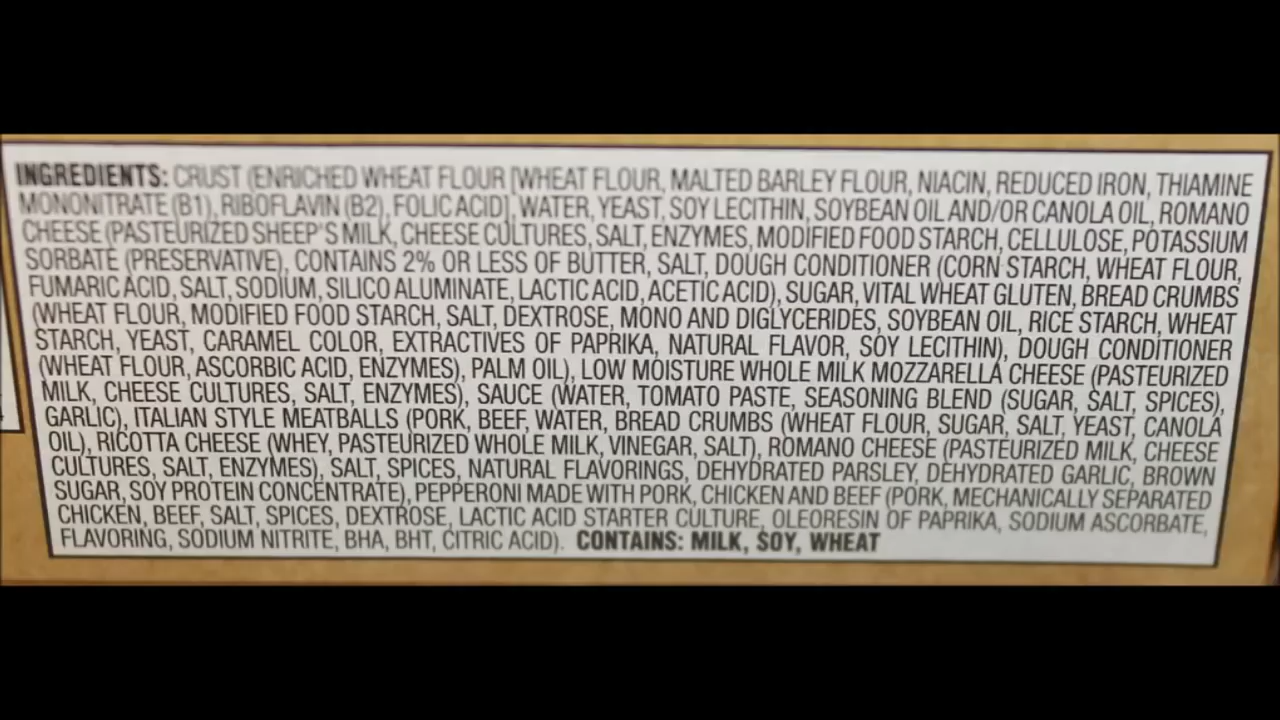 INGREDIENTS: CRUST (ENRICHED WHEAT FLOUR [WHEAT FLOUR, MALTED BARLEY FLOUR, NIACIN, REDUCED IRON, THIAMINE
MONONITRATE (B1), RIBOFLAVIN (B2), FOLIC ACID], WATER, YEAST, SOY LECITHIN, SOYBEAN OIL AND/OR CANOLA OIL, ROMANO
CHEESE (PASTEURIZED SHEEP'S MILK, CHEESE CULTURES, SALT, ENZYMES, MODIFIED FOOD STARCH, CELLULOSE, POTASSIUM
SORBATE (PRESERVATIVE), CONTAINS 2% OR LESS OF BUTTER, SALT, DOUGH CONDITIONER (CORN STARCH, WHEAT FLOUR,
FUMARIC ACID, SALT, SODIUM, SILICO ALUMINATE, LACTIC ACID, ACETIC ACID), SUGAR, VITAL WHEAT GLUTEN, BREAD CRUMBS
(WHEAT FLOUR, MODIFIED FOOD STARCH, SALT, DEXTROSE, MONO AND DIGLYCERIDES, SOYBEAN OIL, RICE STARCH, WHEAT
STARCH, YEAST, CARAMEL COLOR, EXTRACTIVES OF PAPRIKA, NATURAL FLAVOR, SOY LECITHIN), DOUGH CONDITIONER
(WHEAT FLOUR, ASCORBIC ACID, ENZYMES), PALM OIL), LOW MOISTURE WHOLE MILK MOZZARELLA CHEESE (PASTEURIZED
MILK, CHEESE CULTURES, SALT, ENZYMES), SAUCE (WATER, TOMATO PASTE, SEASONING BLEND (SUGAR, SALT, SPICES),
GARLIC), ITALIAN STYLE MEATBALLS (PORK, BEEF, WATER, BREAD CRUMBS (WHEAT FLOUR, SUGAR, SALT, YEAST, CANOLA
OIL), RICOTTA CHEESE (WHEY, PASTEURIZED WHOLE MILK, VINEGAR, SALT), ROMANO CHEESE (PASTEURIZED MILK, CHEESE
CULTURES, SALT, ENZYMES), SALT, SPICES, NATURAL FLAVORINGS, DEHYDRATED PARSLEY, DEHYDRATED GARLIC, BROWN
SUGAR, SOY PROTEIN CONCENTRATE), PEPPERONI MADE WITH PORK, CHICKEN AND BEEF (PORK, MECHANICALLY SEPARATED
CHICKEN, BEEF, SALT, SPICES, DEXTROSE, LACTIC ACID STARTER CULTURE, OLEORESIN OF PAPRIKA, SODIUM ASCORBATE,
FLAVORING, SODIUM NITRITE, BHA, BHT, CITRIC ACID). CONTAINS: MILK, SOY, WHEAT